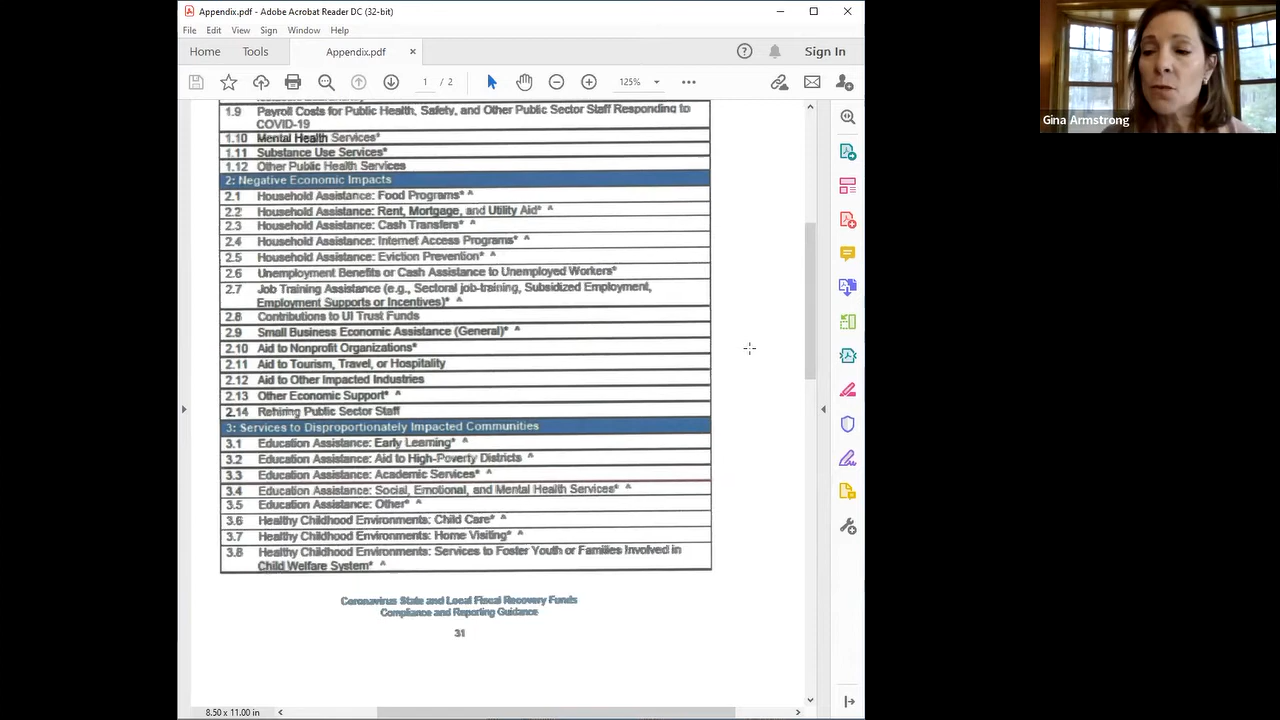 Appendix.pdf - Adobe Acrobat Reader DC (32-bit)
File Edit View Sign Window Help
Home Tools Appendix.pdf × Sign In
1 / 2 125%
1.9 Payroll Costs for Public Health, Safety, and Other Public Sector Staff Responding to
COVID-19
1.10 Mental Health Services*
1.11 Substance Use Services*
1.12 Other Public Health Services
2: Negative Economic Impacts
2.1 Household Assistance: Food Programs* ^
2.2 Household Assistance: Rent, Mortgage, and Utility Aid* ^
2.3 Household Assistance: Cash Transfers* ^
2.4 Household Assistance: Internet Access Programs* ^
2.5 Household Assistance: Eviction Prevention* ^
2.6 Unemployment Benefits or Cash Assistance to Unemployed Workers*
2.7 Job Training Assistance (e.g., Sectoral job-training, Subsidized Employment,
Employment Supports or Incentives)* ^
2.8 Contributions to UI Trust Funds
2.9 Small Business Economic Assistance (General)* ^
2.10 Aid to Nonprofit Organizations*
2.11 Aid to Tourism, Travel, or Hospitality
2.12 Aid to Other Impacted Industries
2.13 Other Economic Support* ^
2.14 Rehiring Public Sector Staff
3: Services to Disproportionately Impacted Communities
3.1 Education Assistance: Early Learning* ^
3.2 Education Assistance: Aid to High-Poverty Districts ^
3.3 Education Assistance: Academic Services* ^
3.4 Education Assistance: Social, Emotional, and Mental Health Services* ^
3.5 Education Assistance: Other* ^
3.6 Healthy Childhood Environments: Child Care* ^
3.7 Healthy Childhood Environments: Home Visiting* ^
3.8 Healthy Childhood Environments: Services to Foster Youth or Families Involved in
Child Welfare System* ^
Coronavirus State and Local Fiscal Recovery Funds
Compliance and Reporting Guidance
31
8.50 x 11.00 in
Gina Armstrong